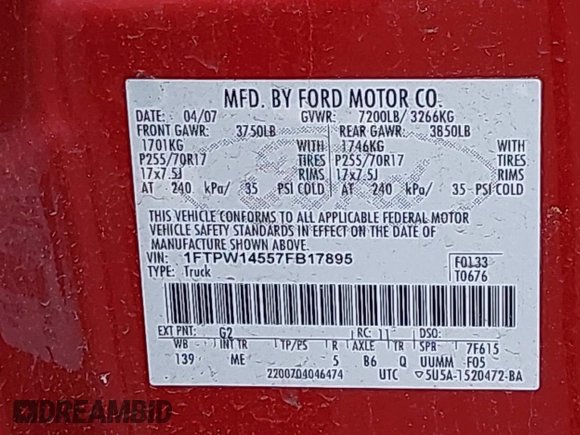 MFD. BY FORD MOTOR CO.
DATE: 04/07 GVWR: 7200LB/ 3266KG
FRONT GAWR: 3750LB REAR GAWR: 3850LB
1701KG WITH 1746KG WITH
P255/70R17 TIRES P255/70R17 TIRES
17x7.5J RIMS 17x7.5J RIMS
AT 240 kPa/ 35 PSI COLD AT 240 kPa/ 35 PSI COLD
THIS VEHICLE CONFORMS TO ALL APPLICABLE FEDERAL MOTOR
VEHICLE SAFETY STANDARDS IN EFFECT ON THE DATE OF
MANUFACTURE SHOWN ABOVE.
VIN: 1FTPW14557FB17895 F0133
TYPE: Truck T0676
EXT PNT: G2 RC: 11 DSO:
WB INT TR TP/PS R AXLE TR SPR 7F615
139 ME 5 B6 Q UUMM F05
2200704046474 UTC ▽5U5A-1520472-BA
DREAMBID